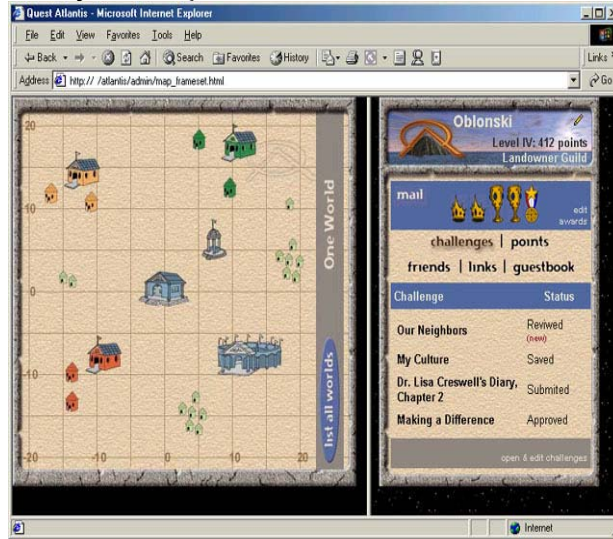 Quest Atlantis - Microsoft Internet Explorer
File Edit View Favorites Tools Help
Back Search Favorites History Links
Address http:// /atlantis/admin/map_frameset.html Go
20
10
0
-10
-20 -10 0 10 20
One World
list all worlds
Oblonski
Level IV: 412 points
Landowner Guild
mail
edit
awards
challenges | points
friends | links | guestbook
Challenge Status
Our Neighbors Reviwed
(new)
My Culture Saved
Dr. Lisa Creswell's Diary,
Chapter 2 Submited
Making a Difference Approved
open & edit challenges
Internet